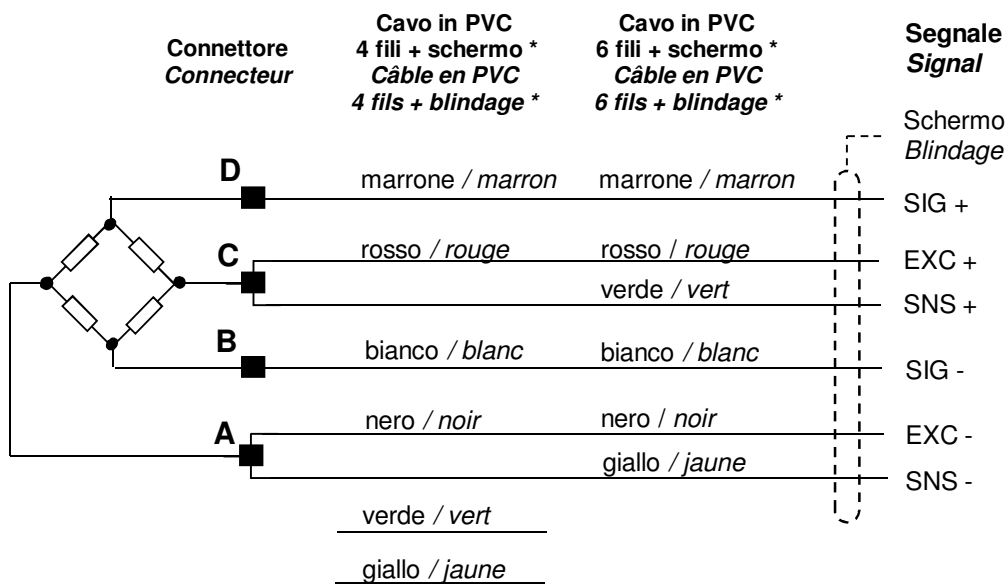 Connettore
Connecteur
Cavo in PVC
4 fili + schermo *
Câble en PVC
4 fils + blindage *
Cavo in PVC
6 fili + schermo *
Câble en PVC
6 fils + blindage *
Segnale
Signal
Schermo
Blindage
D marrone / marron marrone / marron SIG +
C rosso / rouge rosso / rouge EXC +
verde / vert SNS +
B bianco / blanc bianco / blanc SIG -
A nero / noir nero / noir EXC -
giallo / jaune SNS -
verde / vert
giallo / jaune